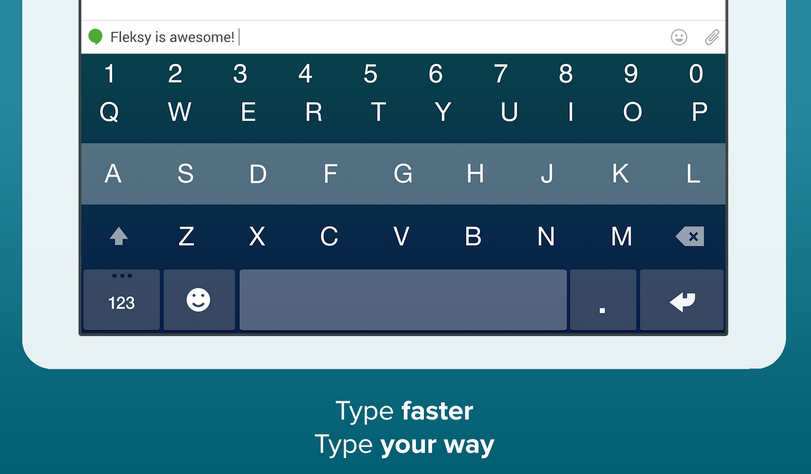 Fleksy is awesome!
1 2 3 4 5 6 7 8 9 0
Q W E R T Y U I O P
A S D F G H J K L
Z X C V B N M
123 .
Type faster
Type your way